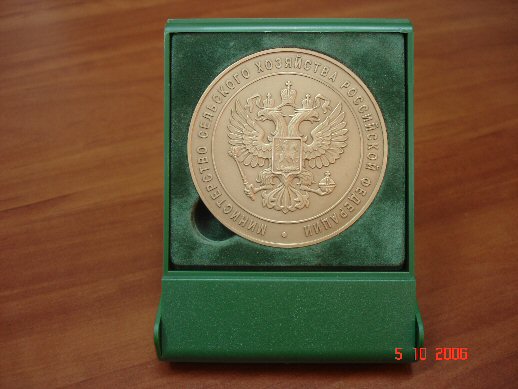 МИНИСТЕРСТВО СЕЛЬСКОГО ХОЗЯЙСТВА РОССИЙСКОЙ ФЕДЕРАЦИИ
5 10 2006